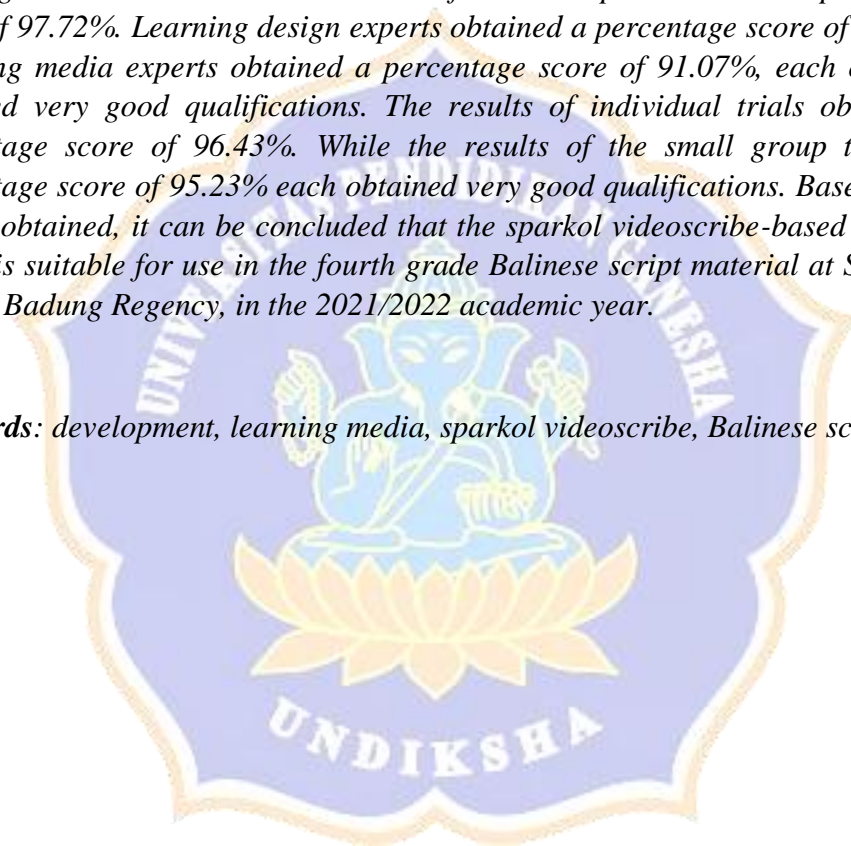 of 97.72%. Learning design experts obtained a percentage score of
ng media experts obtained a percentage score of 91.07%, each
ed very good qualifications. The results of individual trials ob
tage score of 96.43%. While the results of the small group t
tage score of 95.23% each obtained very good qualifications. Base
obtained, it can be concluded that the sparkol videoscribe-based
is suitable for use in the fourth grade Balinese script material at S
Badung Regency, in the 2021/2022 academic year.
UNIVERSITAS PENDIDIKAN GANESHA
rds: development, learning media, sparkol videoscribe, Balinese sc
UNDIKSHA